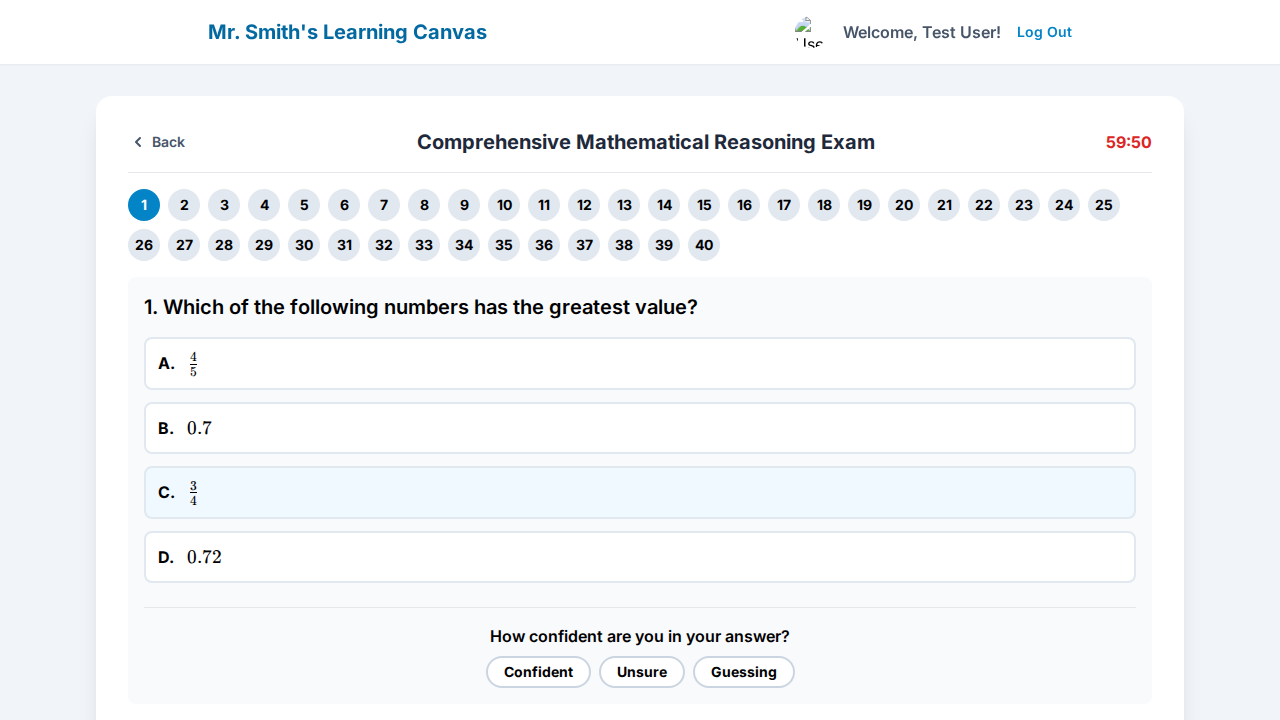 Mr. Smith's Learning Canvas
Welcome, Test User!
Log Out
Back
Comprehensive Mathematical Reasoning Exam
59:50
1 2 3 4 5 6 7 8 9 10 11 12 13 14 15 16 17 18 19 20 21 22 23 24 25
26 27 28 29 30 31 32 33 34 35 36 37 38 39 40
1. Which of the following numbers has the greatest value?
A. 4/5
B. 0.7
C. 3/4
D. 0.72
How confident are you in your answer?
Confident Unsure Guessing